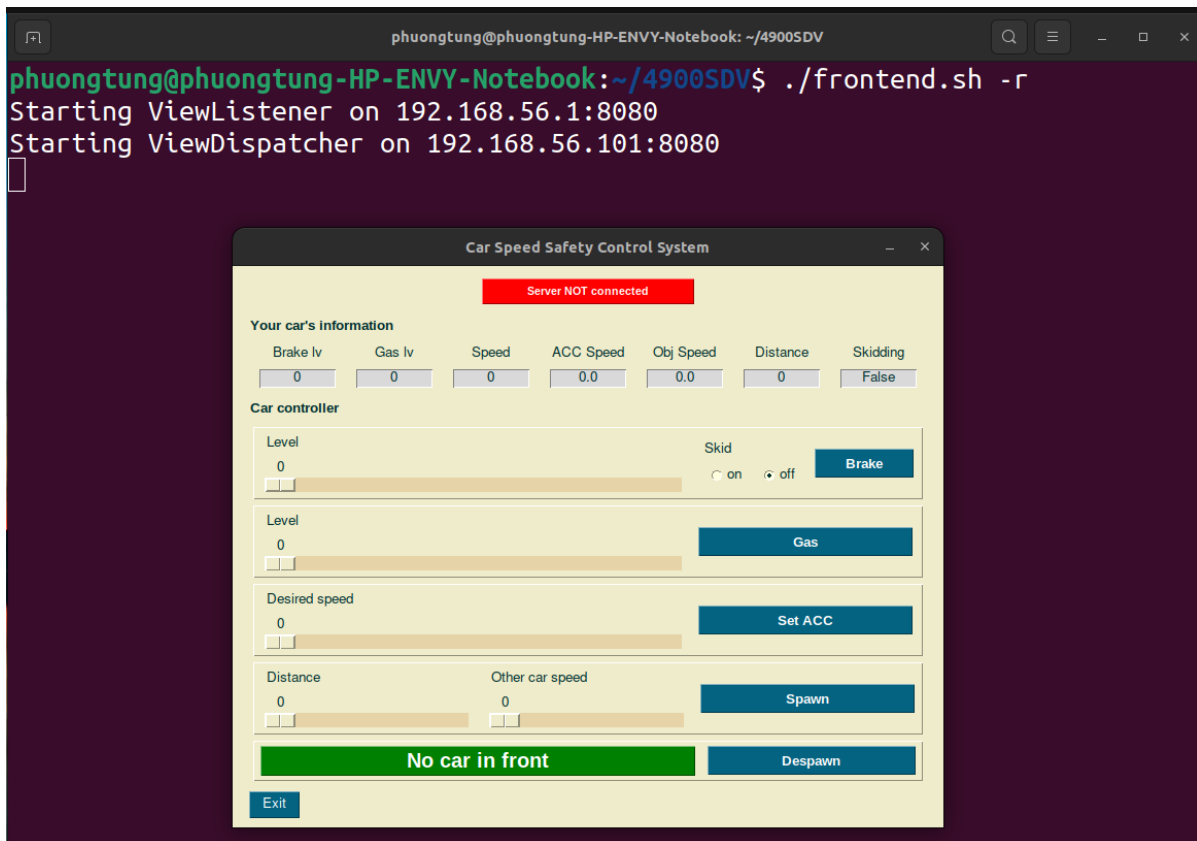 phuongtung@phuongtung-HP-ENVY-Notebook: ~/4900SDV
phuongtung@phuongtung-HP-ENVY-Notebook:~/4900SDV$ ./frontend.sh -r
Starting ViewListener on 192.168.56.1:8080
Starting ViewDispatcher on 192.168.56.101:8080
Car Speed Safety Control System
Server NOT connected
Your car's information
Brake lv Gas lv Speed ACC Speed Obj Speed Distance Skidding
0 0 0 0.0 0.0 0 False
Car controller
Level
0
Skid
on off
Brake
Level
0
Gas
Desired speed
0
Set ACC
Distance Other car speed
0 0
Spawn
No car in front
Despawn
Exit